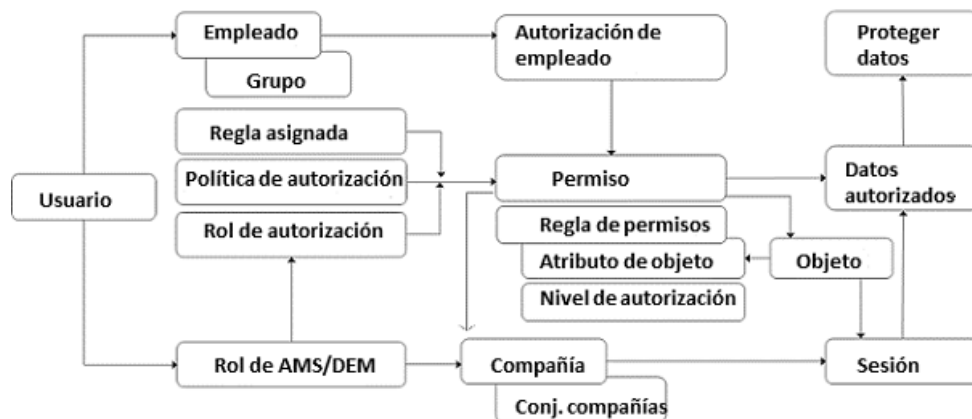 Empleado
Grupo
Autorización de
empleado
Proteger
datos
Regla asignada
Política de autorización
Rol de autorización
Usuario
Permiso
Regla de permisos
Atributo de objeto
Nivel de autorización
Objeto
Datos
autorizados
Rol de AMS/DEM
Compañía
Conj. compañías
Sesión